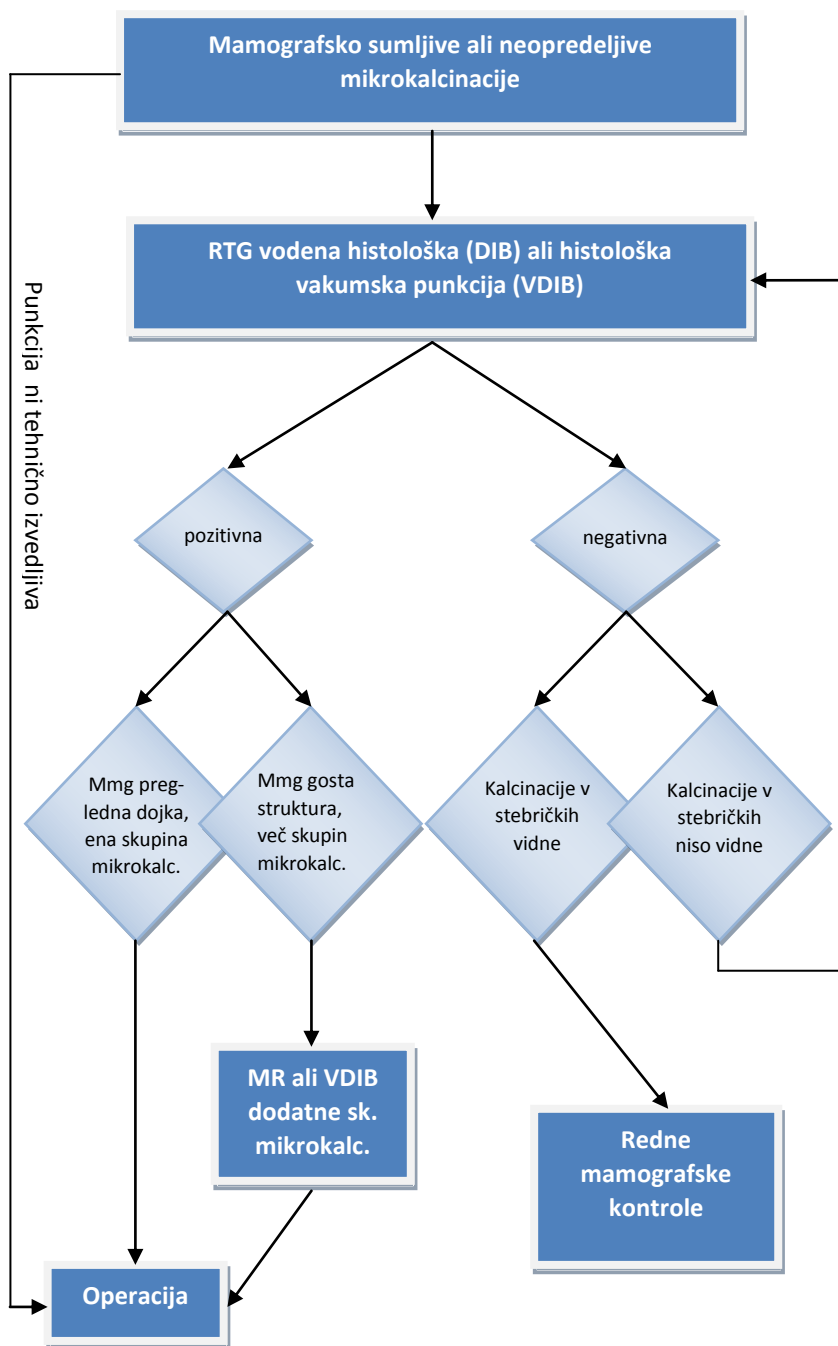 Mamografsko sumljive ali neopredeljive
mikrokalcinacije
RTG vodena histološka (DIB) ali histološka
vakumska punkcija (VDIB)
Punkcija ni tehnično izvedljiva
pozitivna
negativna
Mmg preg-
ledna dojka,
ena skupina
mikrokalc.
Mmg gosta
struktura,
več skupin
mikrokalc.
Kalcinacije v
stebričkih
vidne
Kalcinacije v
stebričkih
niso vidne
MR ali VDIB
dodatne sk.
mikrokalc.
Redne
mamografske
kontrole
Operacija